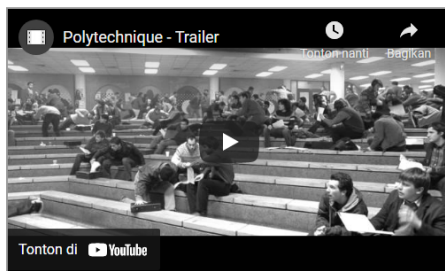 Polytechnique - Trailer
Tonton nanti
Bagikan
Tonton di YouTube